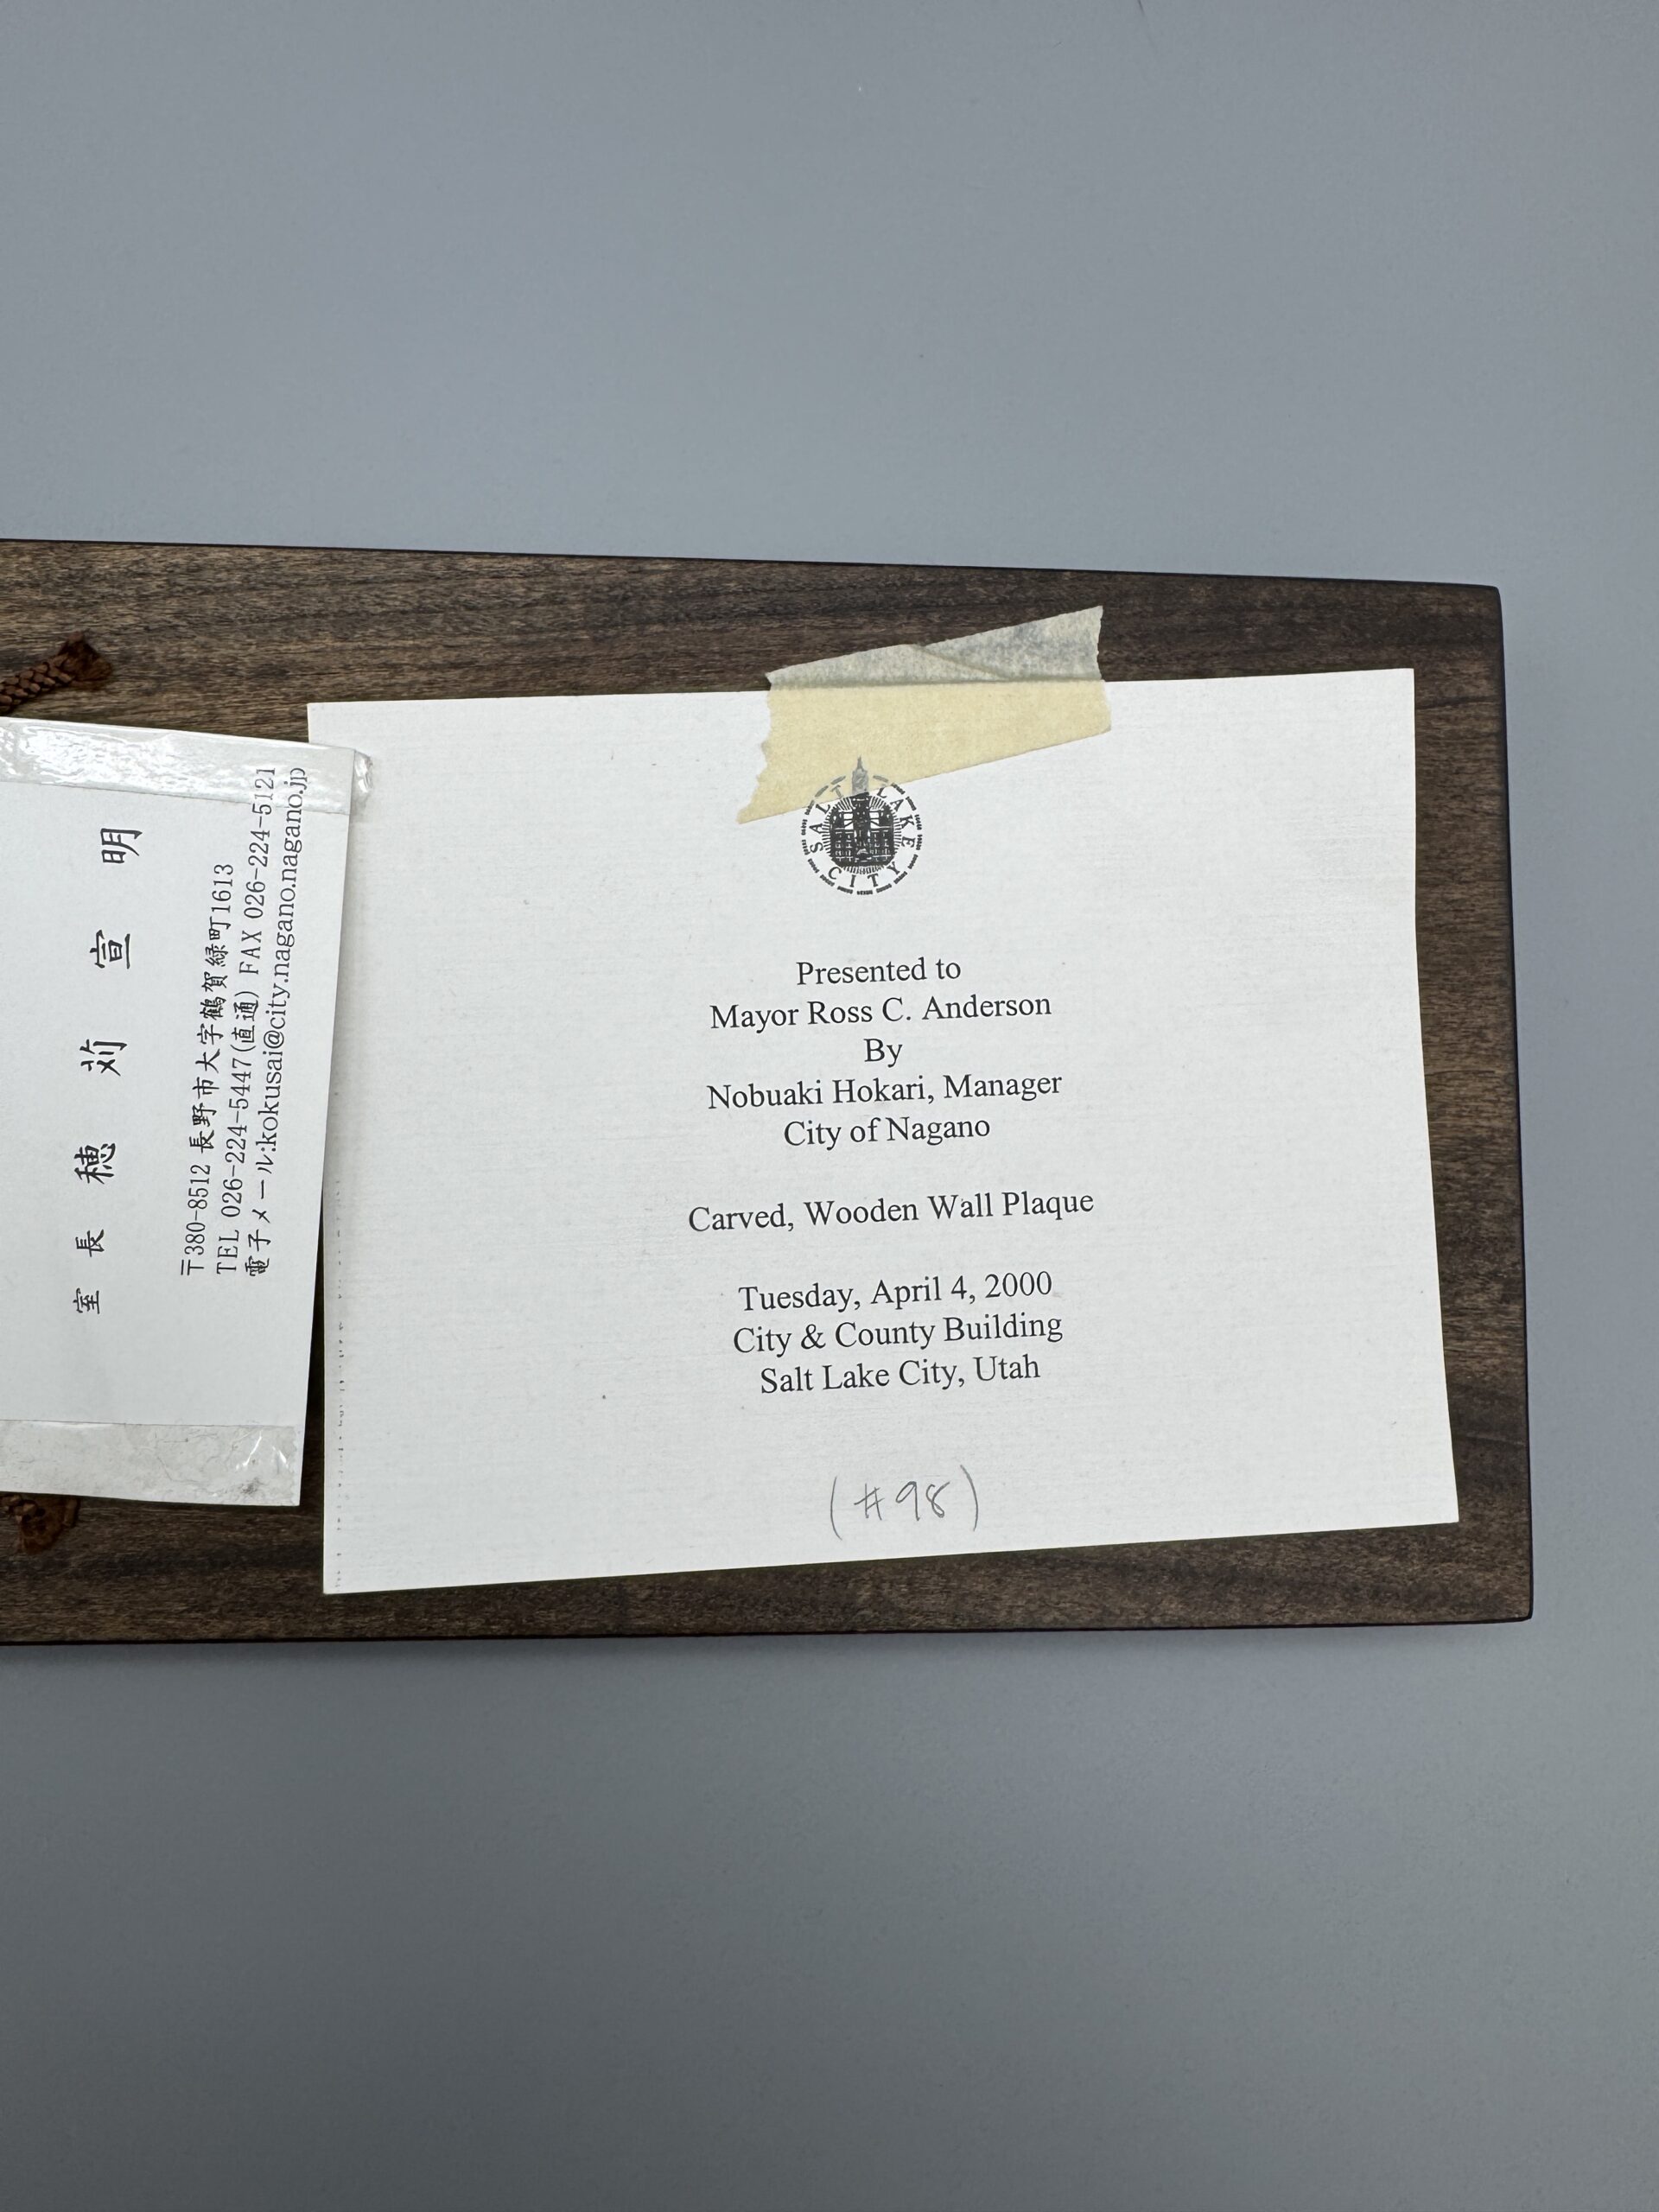 室長 穂苅宣明
〒380-8512 長野市大字鶴賀緑町1613
TEL 026-224-5447(直通) FAX 026-224-5121
電子メール:kokusai@city.nagano.nagano.jp
SALT LAKE CITY
Presented to
Mayor Ross C. Anderson
By
Nobuaki Hokari, Manager
City of Nagano
Carved, Wooden Wall Plaque
Tuesday, April 4, 2000
City & County Building
Salt Lake City, Utah
(#98)